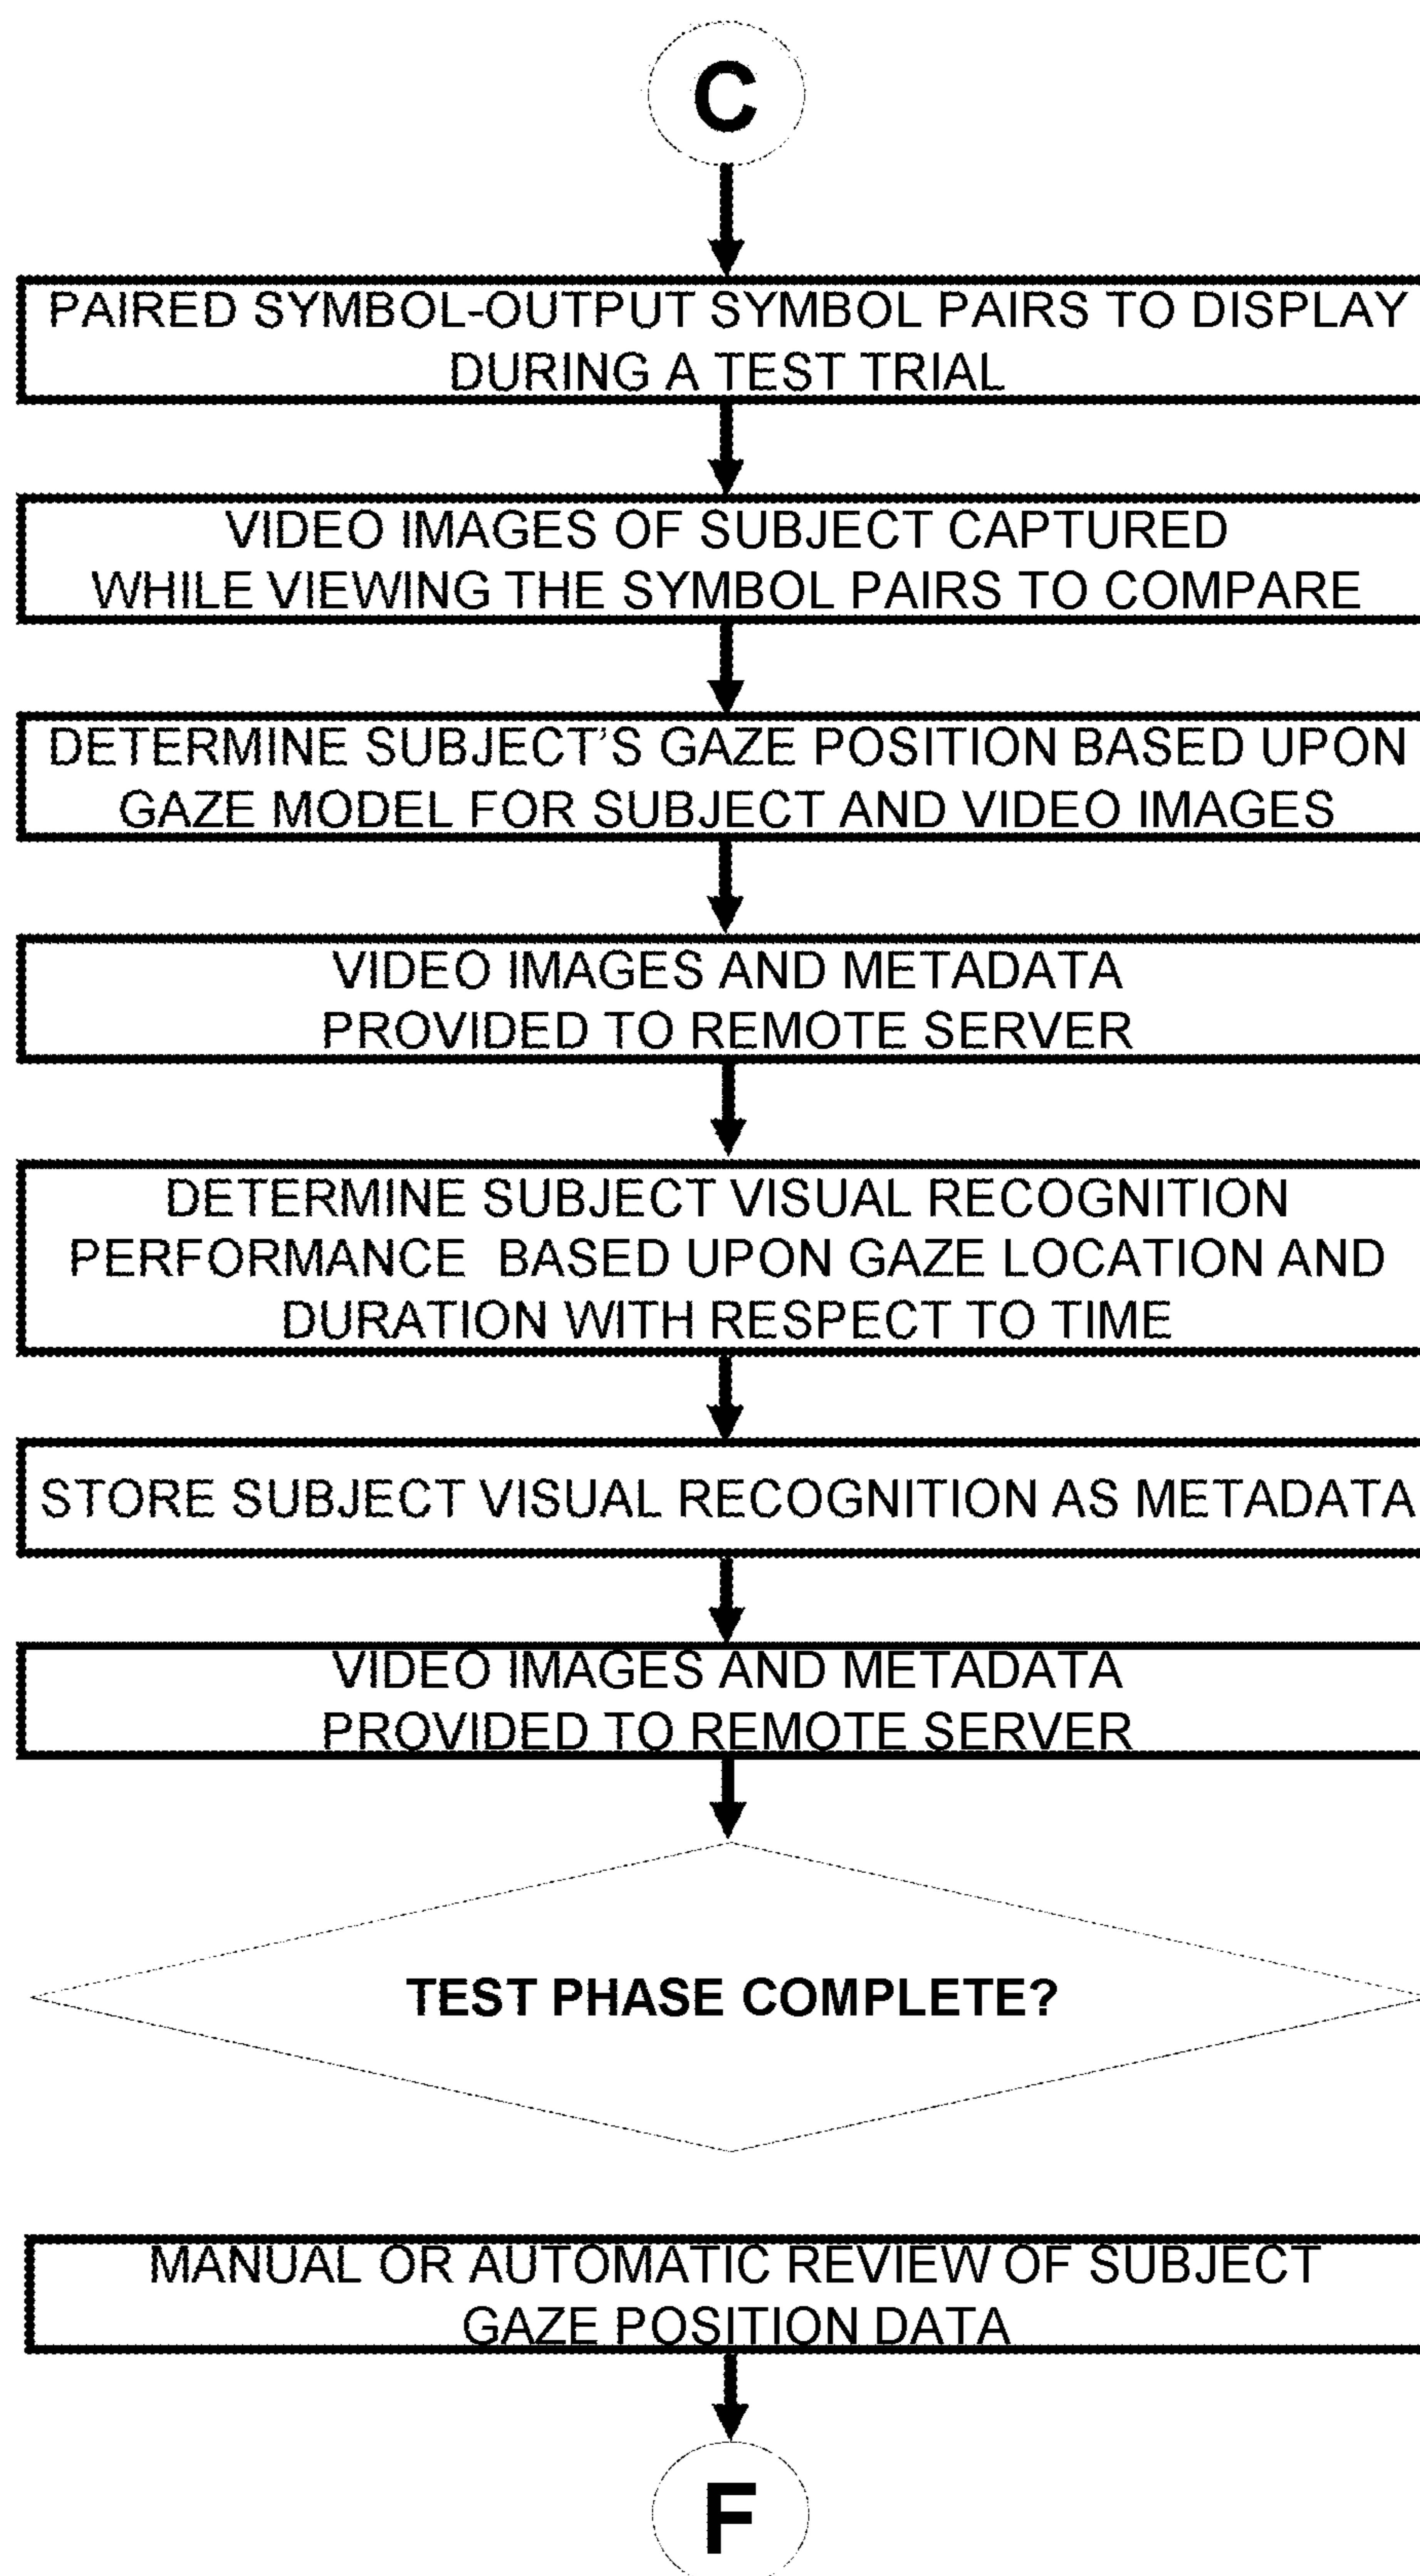 C
PAIRED SYMBOL-OUTPUT SYMBOL PAIRS TO DISPLAY
DURING A TEST TRIAL
VIDEO IMAGES OF SUBJECT CAPTURED
WHILE VIEWING THE SYMBOL PAIRS TO COMPARE
DETERMINE SUBJECT'S GAZE POSITION BASED UPON
GAZE MODEL FOR SUBJECT AND VIDEO IMAGES
VIDEO IMAGES AND METADATA
PROVIDED TO REMOTE SERVER
DETERMINE SUBJECT VISUAL RECOGNITION
PERFORMANCE BASED UPON GAZE LOCATION AND
DURATION WITH RESPECT TO TIME
STORE SUBJECT VISUAL RECOGNITION AS METADATA
VIDEO IMAGES AND METADATA
PROVIDED TO REMOTE SERVER
TEST PHASE COMPLETE?
MANUAL OR AUTOMATIC REVIEW OF SUBJECT
GAZE POSITION DATA
F